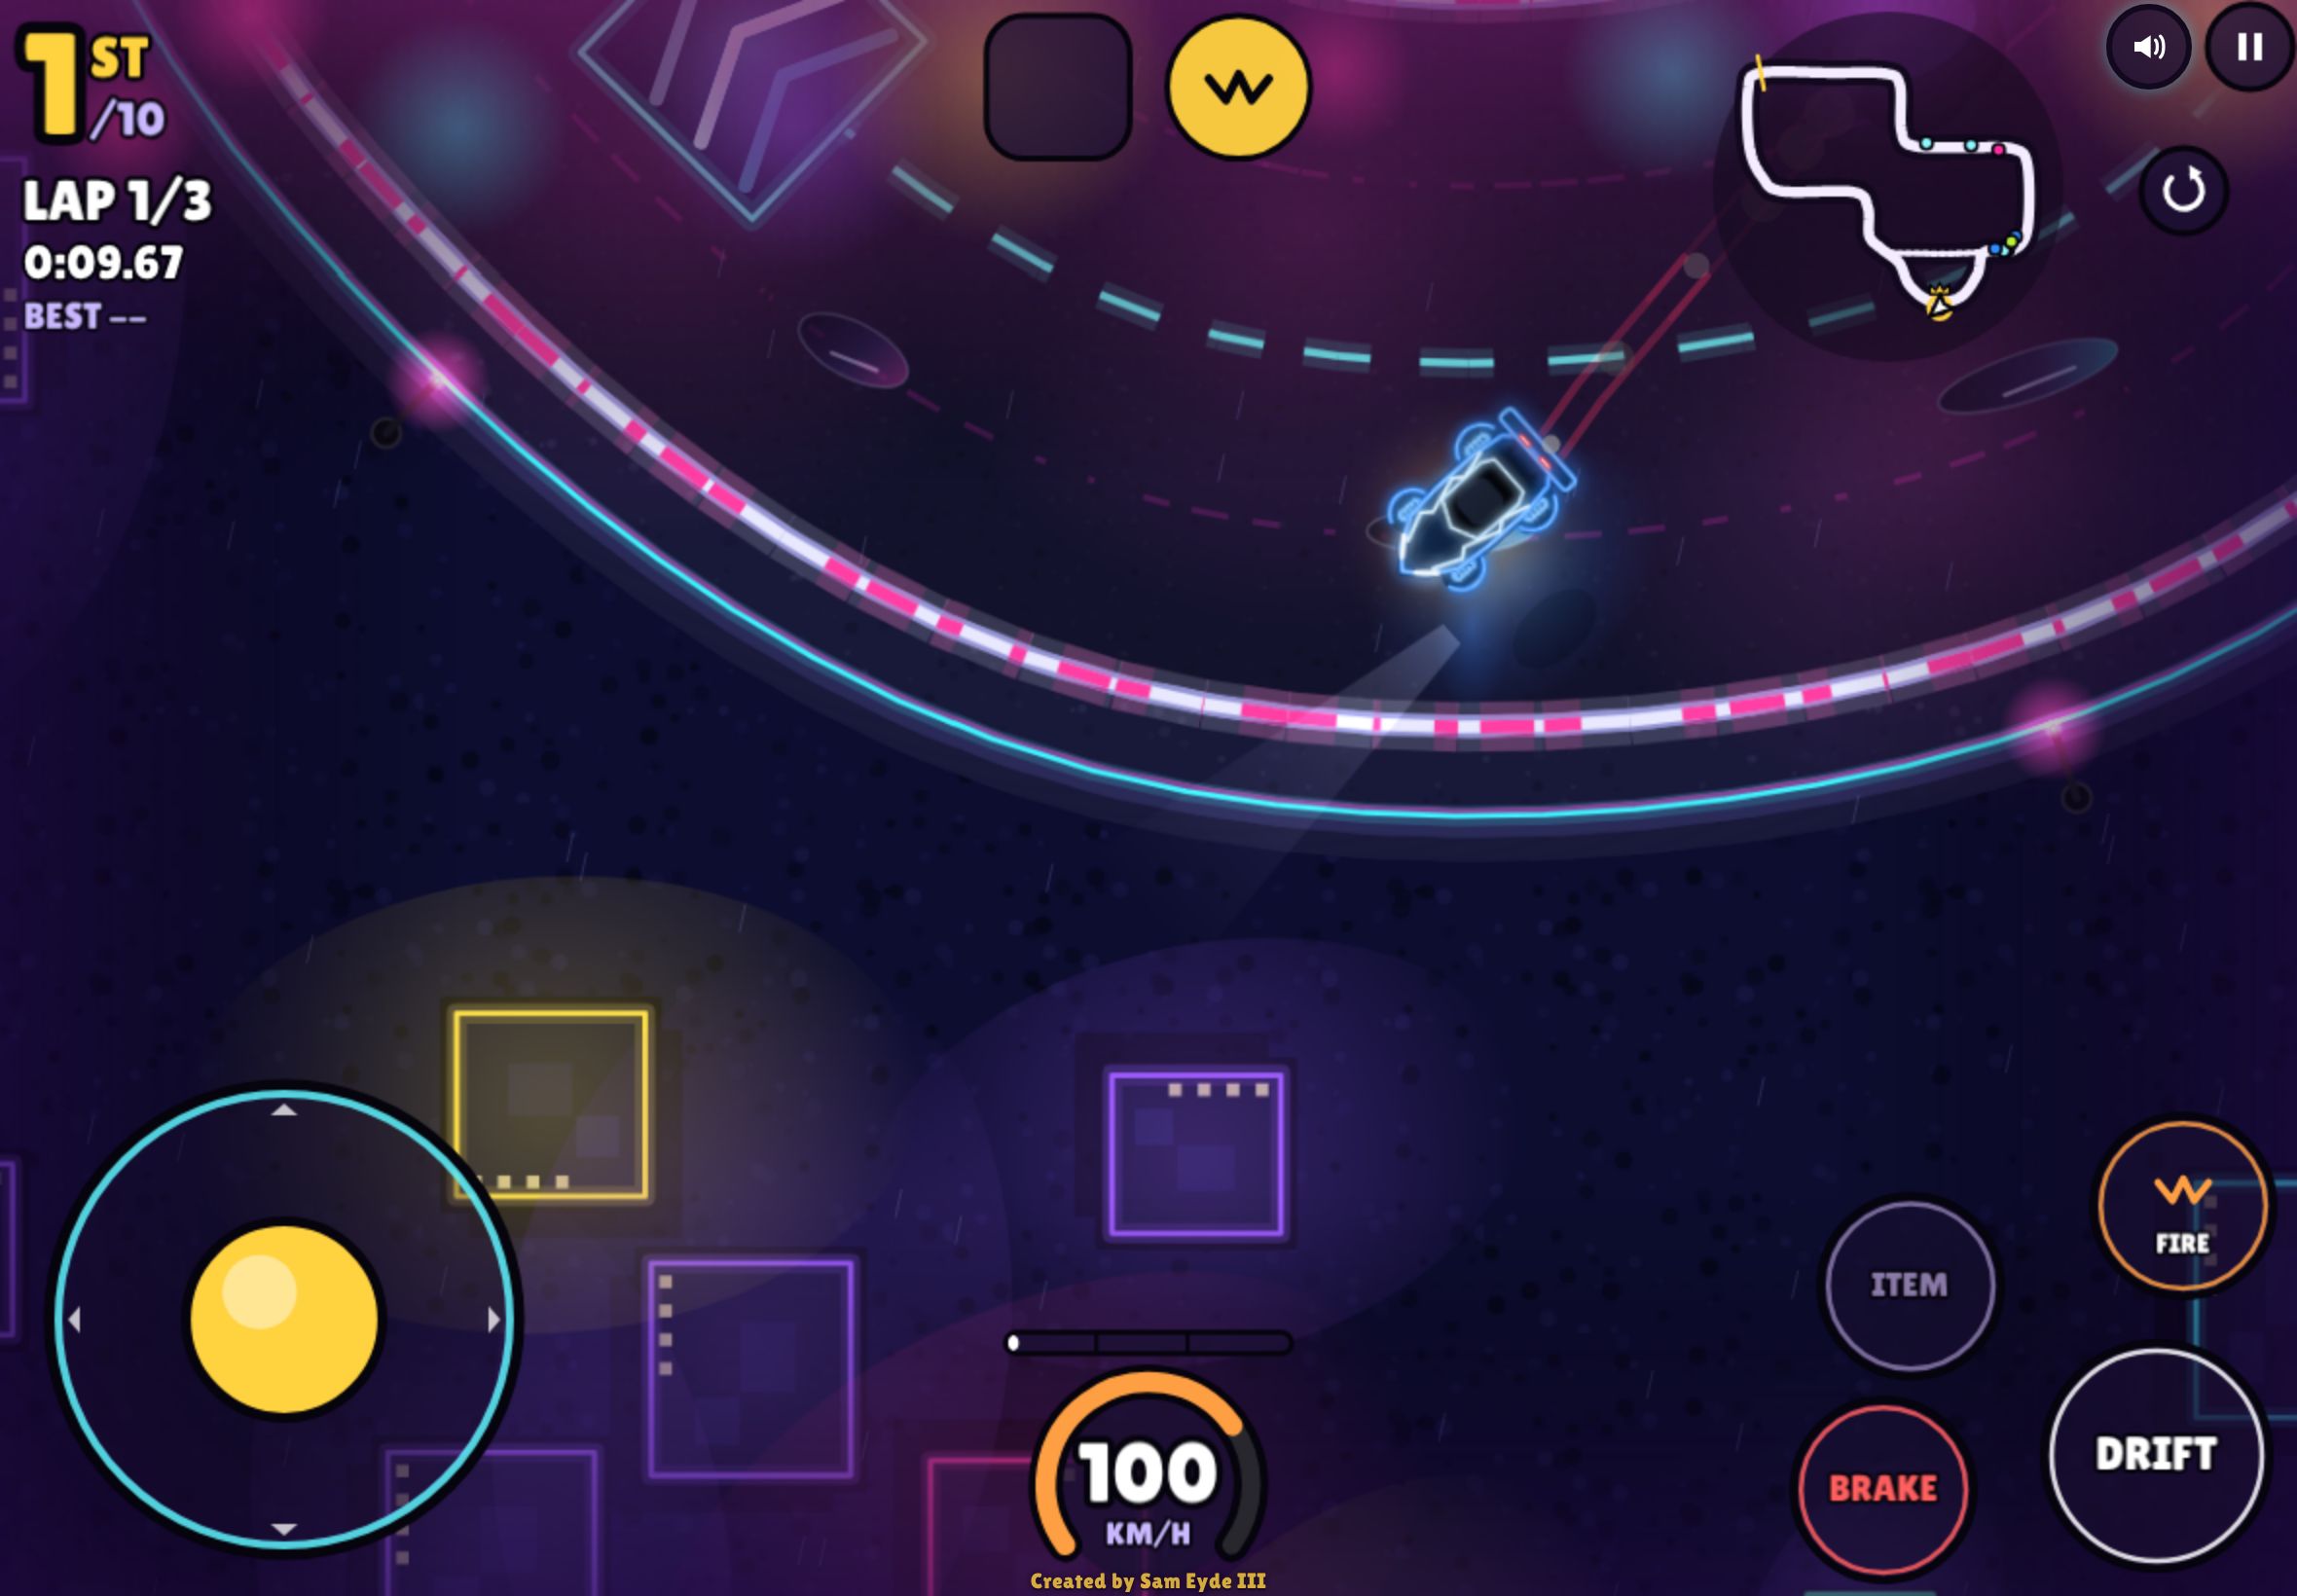 1ST
/10
LAP 1/3
0:09.67
BEST --
FIRE
ITEM
BRAKE
DRIFT
100
KM/H
Created by Sam Eyde III